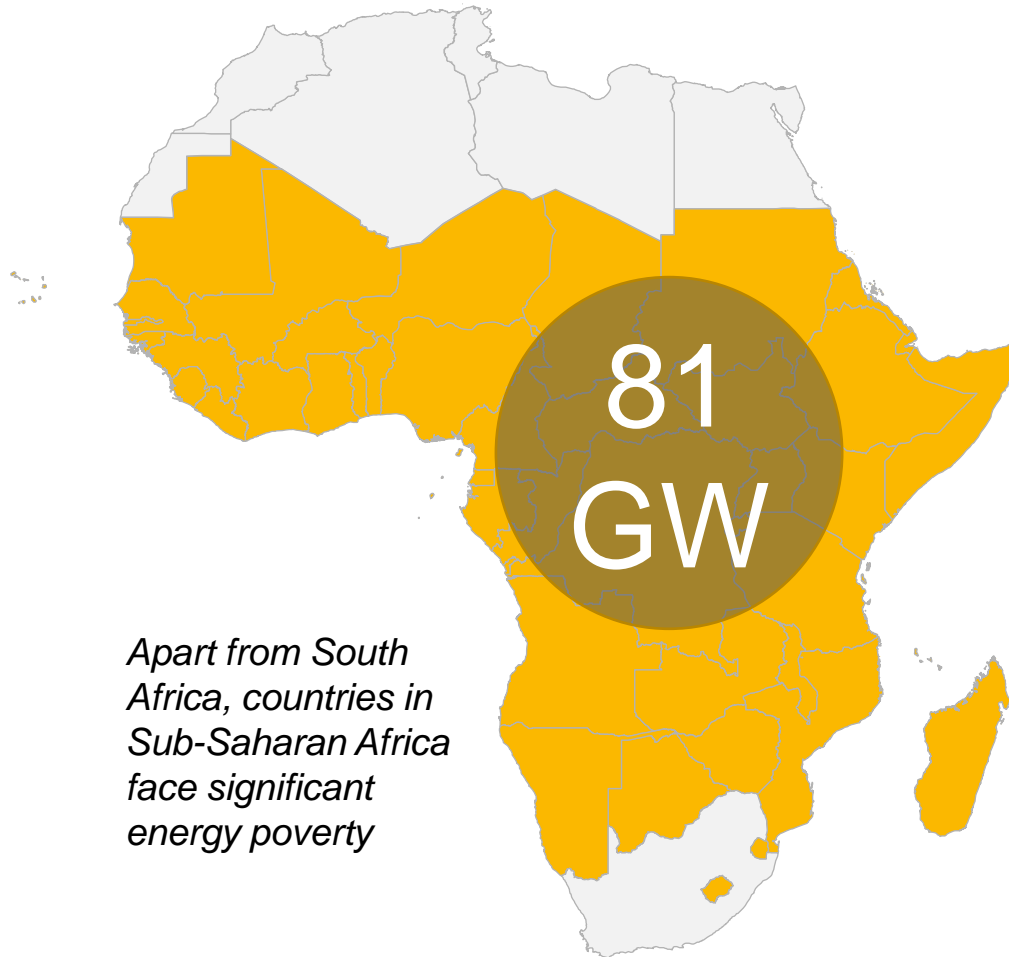 81
GW
Apart from South
Africa, countries in
Sub-Saharan Africa
face significant
energy poverty